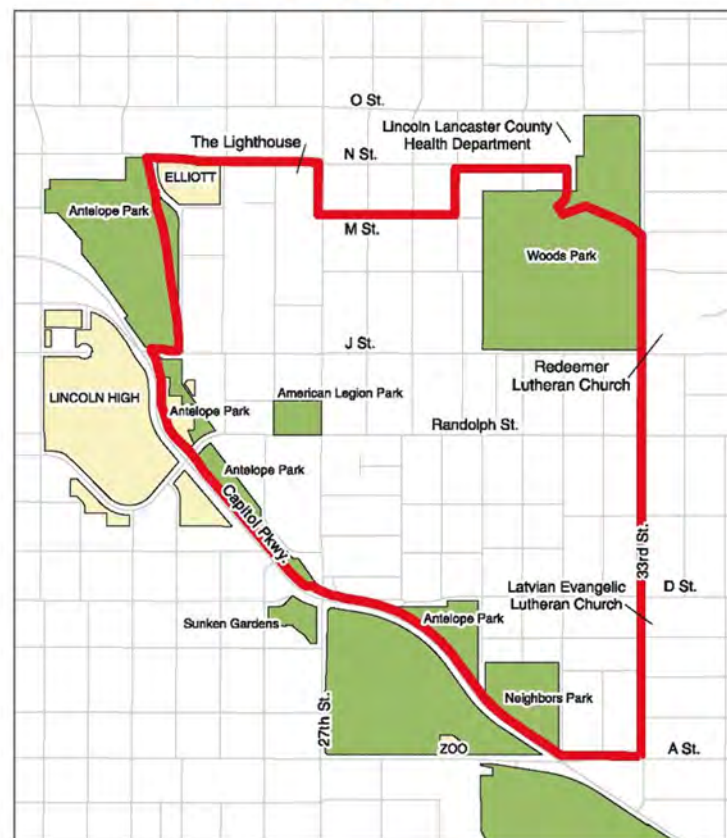 O St.
The Lighthouse
Lincoln Lancaster County
Health Department
N St.
ELLIOTT
Antelope Park
M St.
Woods Park
J St.
Redeemer
Lutheran Church
LINCOLN HIGH
American Legion Park
Antelope Park
Randolph St.
Antelope Park
Capitol Pkwy.
33rd St.
D St.
Latvian Evangelic
Lutheran Church
Antelope Park
Sunken Gardens
Neighbors Park
27th St.
ZOO
A St.